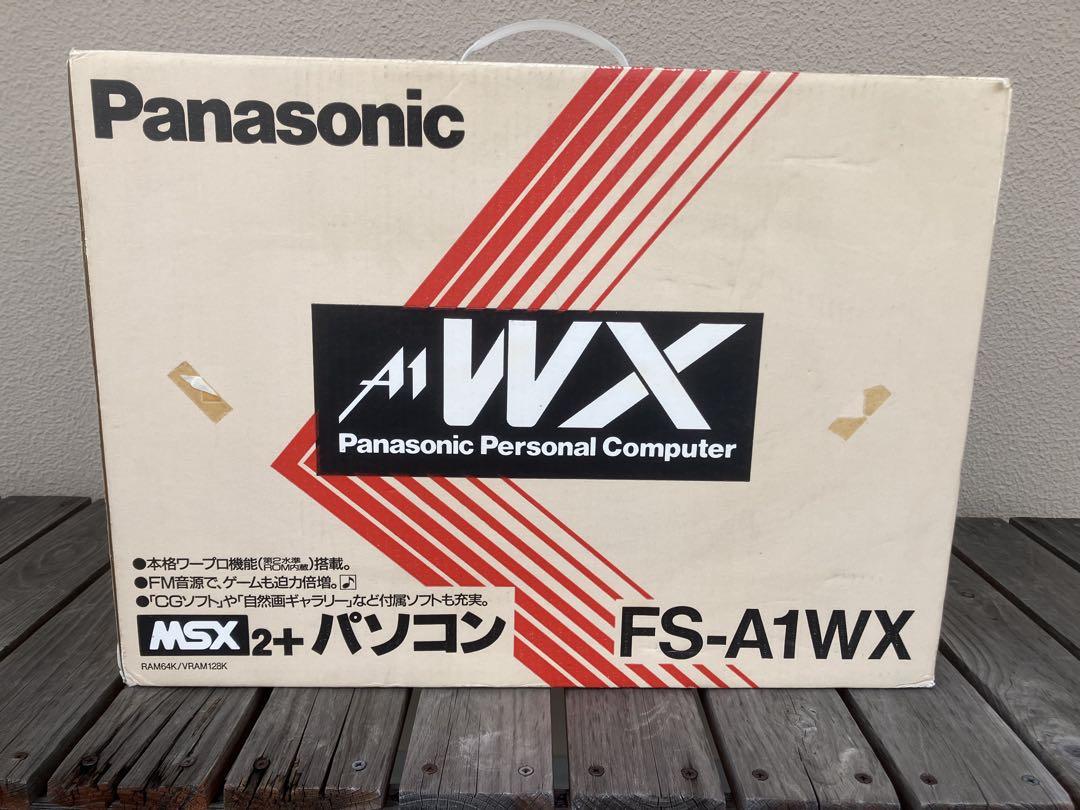 Panasonic
A1WX
Panasonic Personal Computer
●本格ワープロ機能(第2水準ROM内蔵)搭載。
●FM音源で、ゲームも迫力倍増。♪
●「CGソフト」や「自然画ギャラリー」など付属ソフトも充実。
MSX2+パソコン
FS-A1WX
RAM64K/VRAM128K